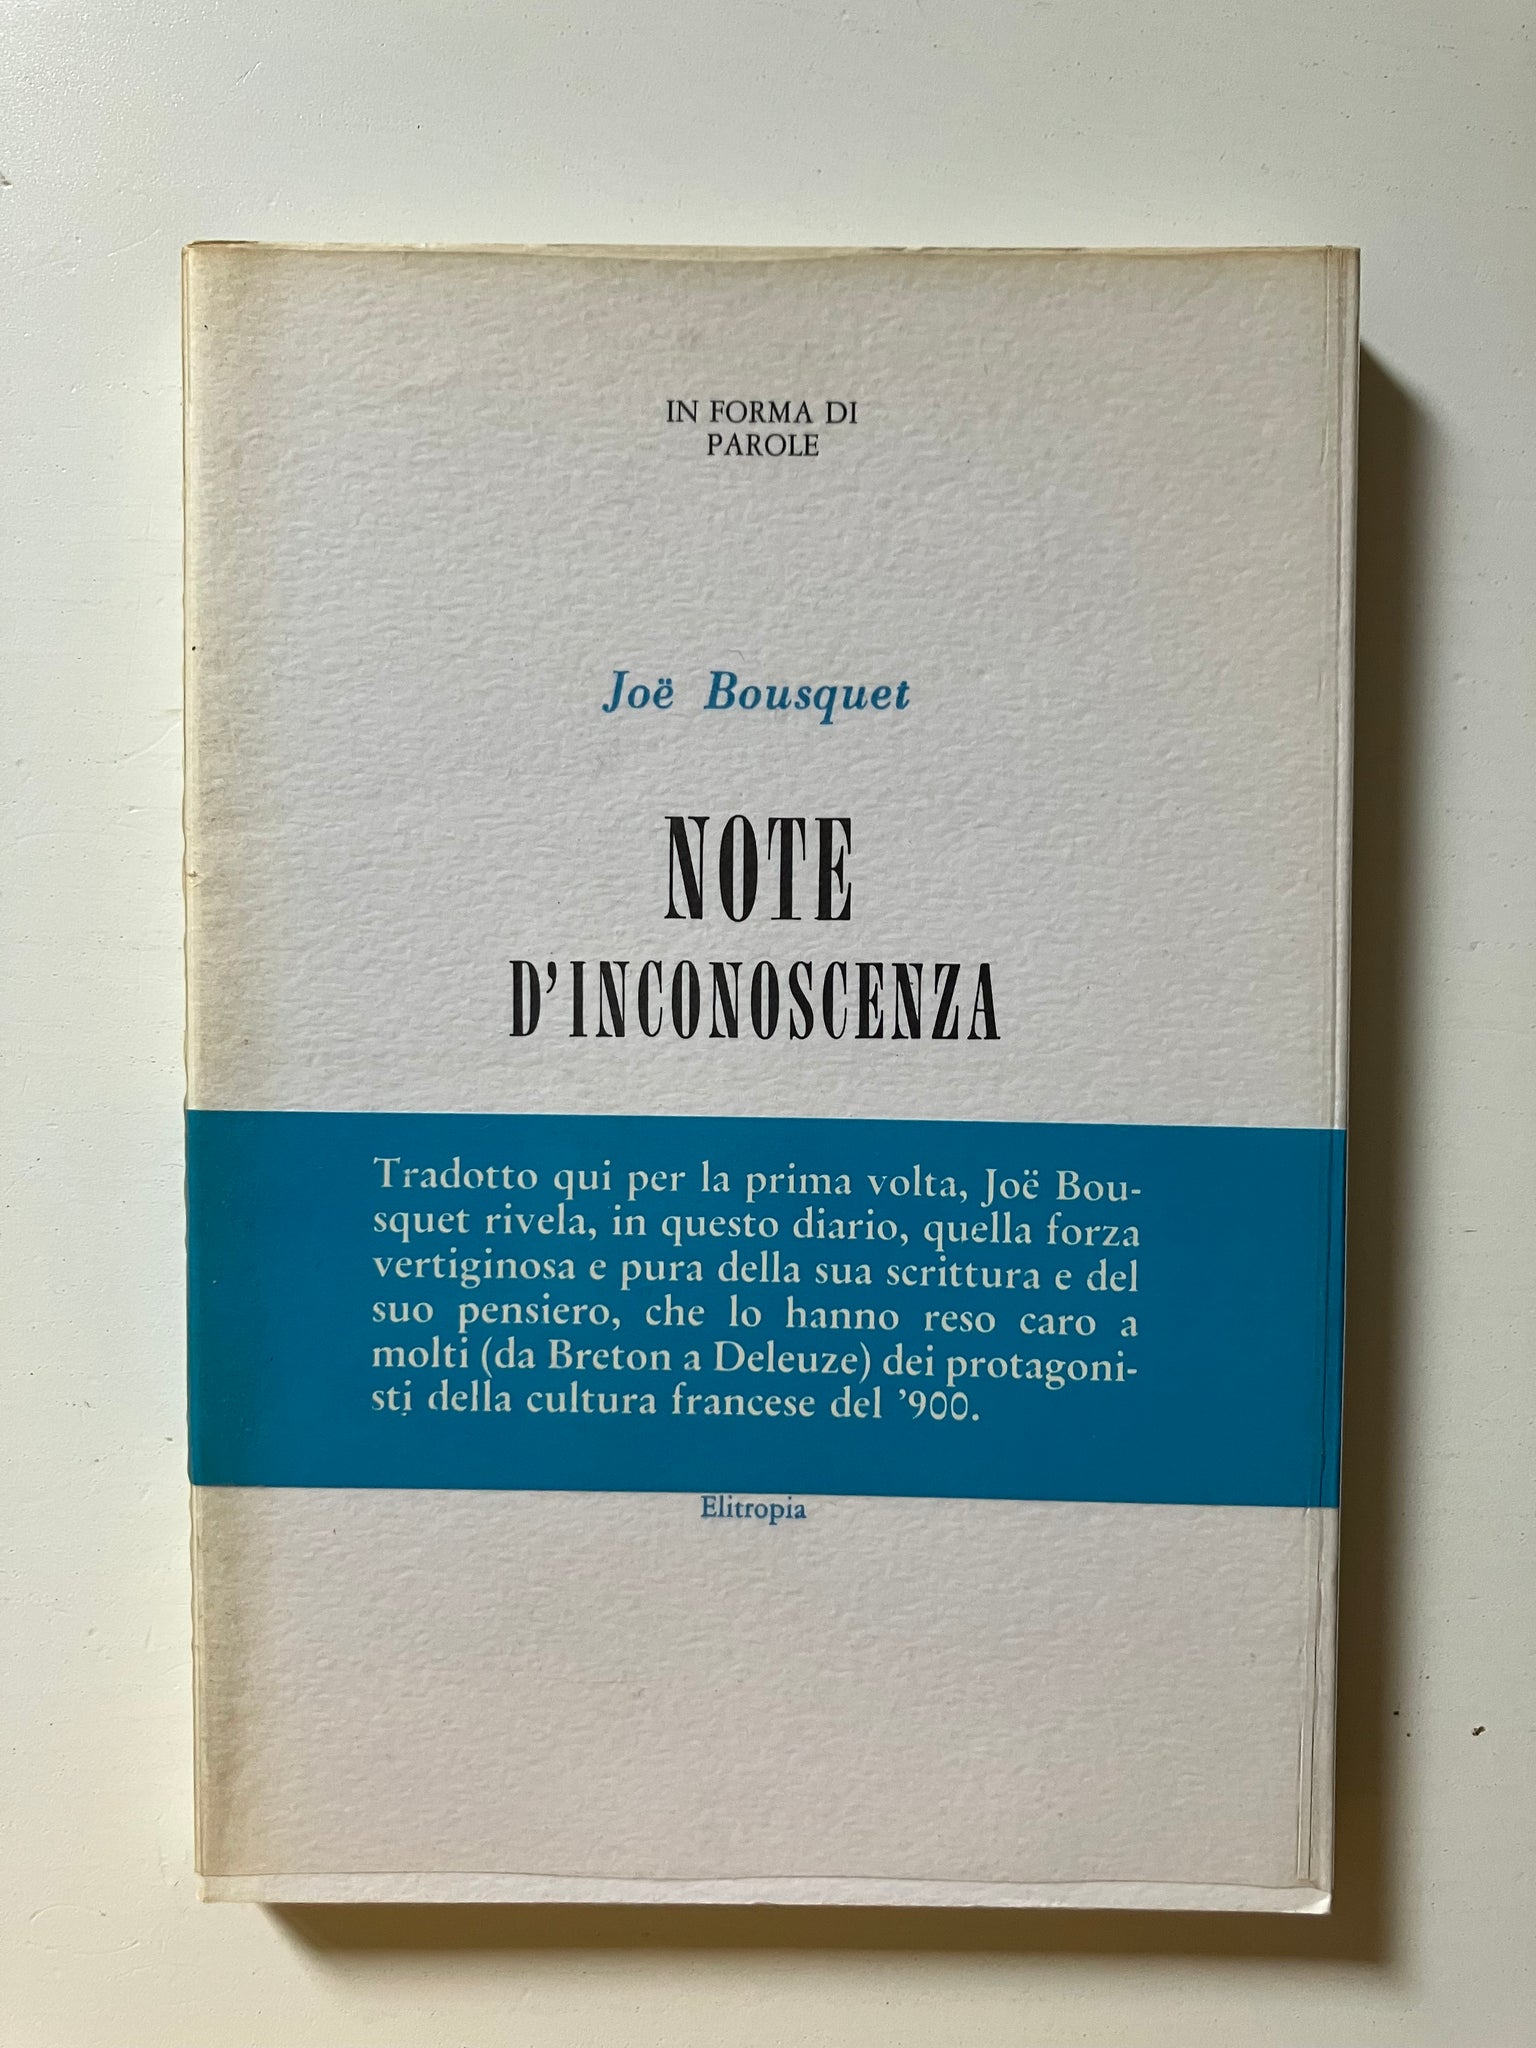 IN FORMA DI
PAROLE
Joë Bousquet
NOTE
D'INCONOSCENZA
Tradotto qui per la prima volta, Joë Bou-
squet rivela, in questo diario, quella forza
vertiginosa e pura della sua scrittura e del
suo pensiero, che lo hanno reso caro a
molti (da Breton a Deleuze) dei protagoni-
sti della cultura francese del '900.
Elitropia